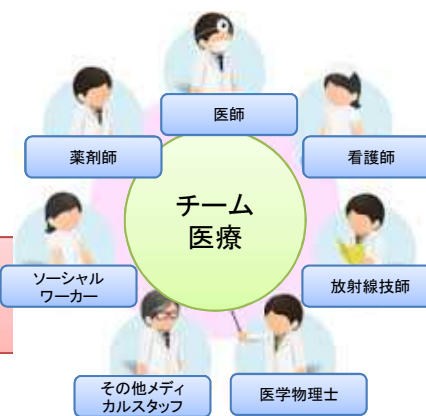 医師
薬剤師
看護師
チーム
医療
ソーシャル
ワーカー
放射線技師
その他メディ
カルスタッフ
医学物理士